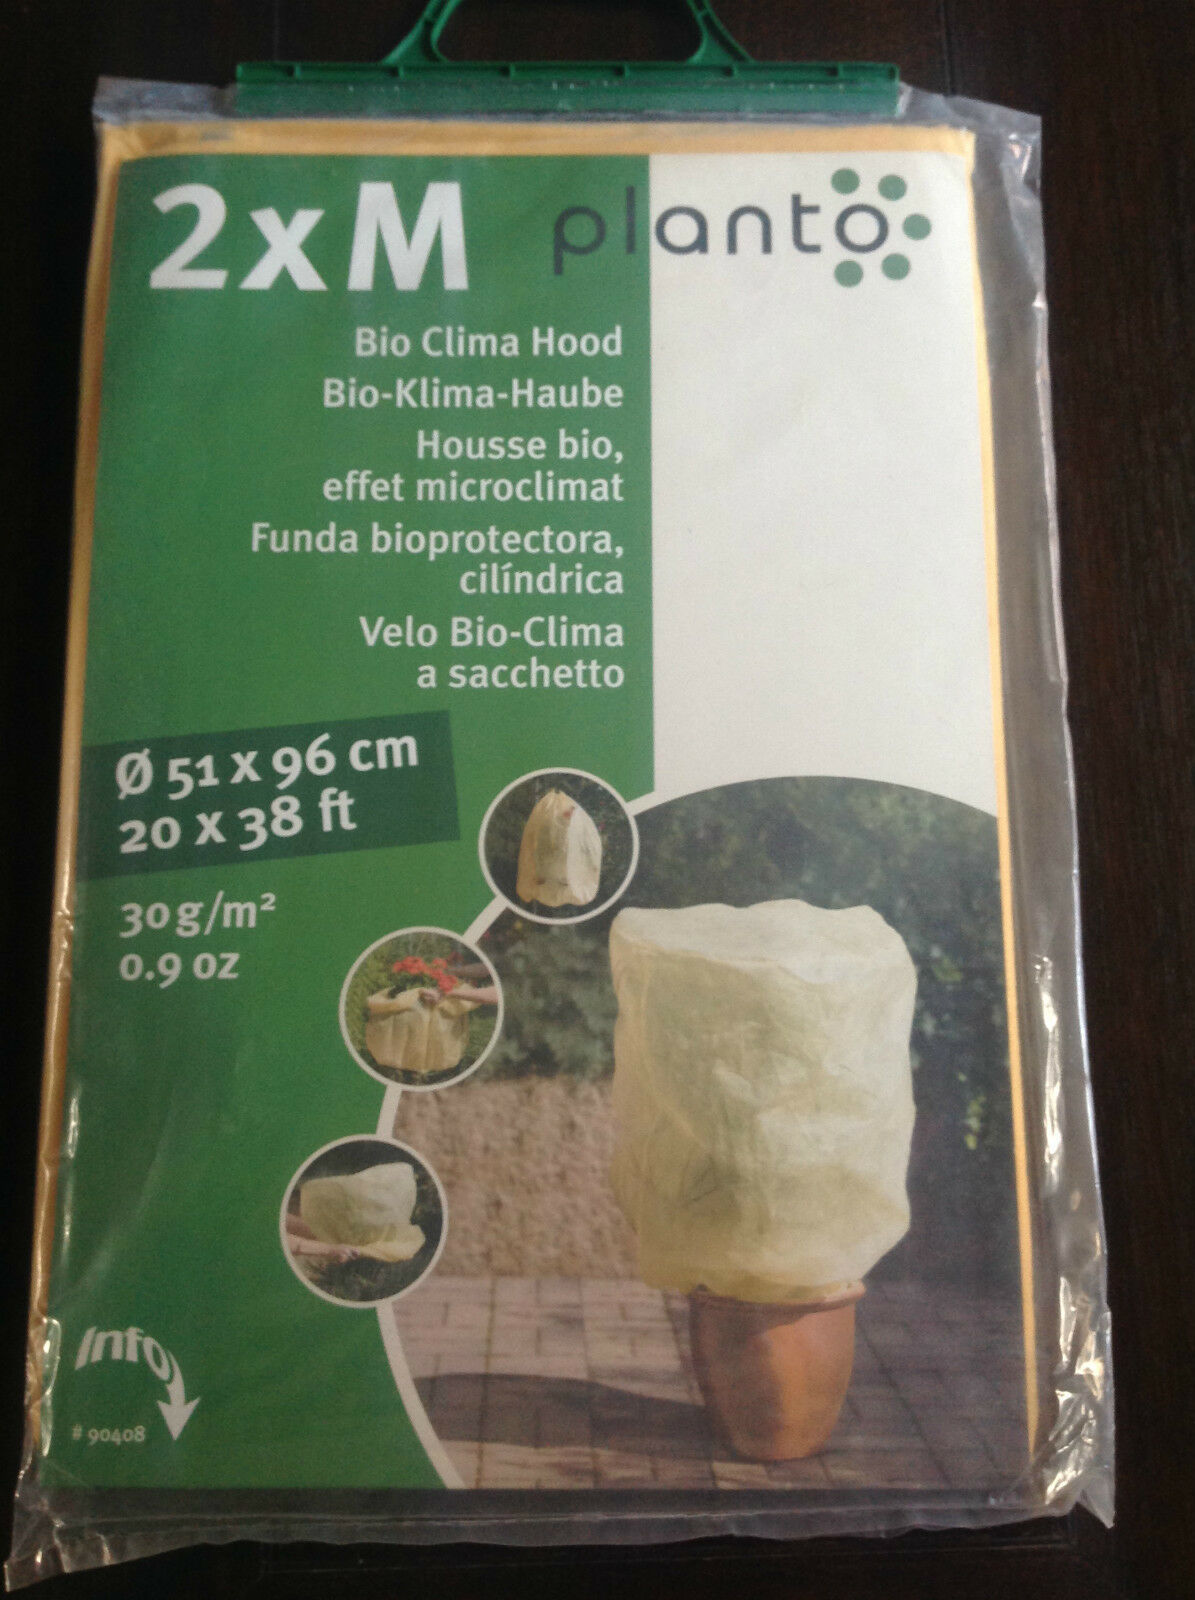 2 x M
planto
Bio Clima Hood
Bio-Klima-Haube
Housse bio,
effet microclimat
Funda bioprotectora,
cilíndrica
Velo Bio-Clima
a sacchetto
Ø 51 x 96 cm
20 x 38 ft
30 g/m²
0.9 oz
Info
# 90408